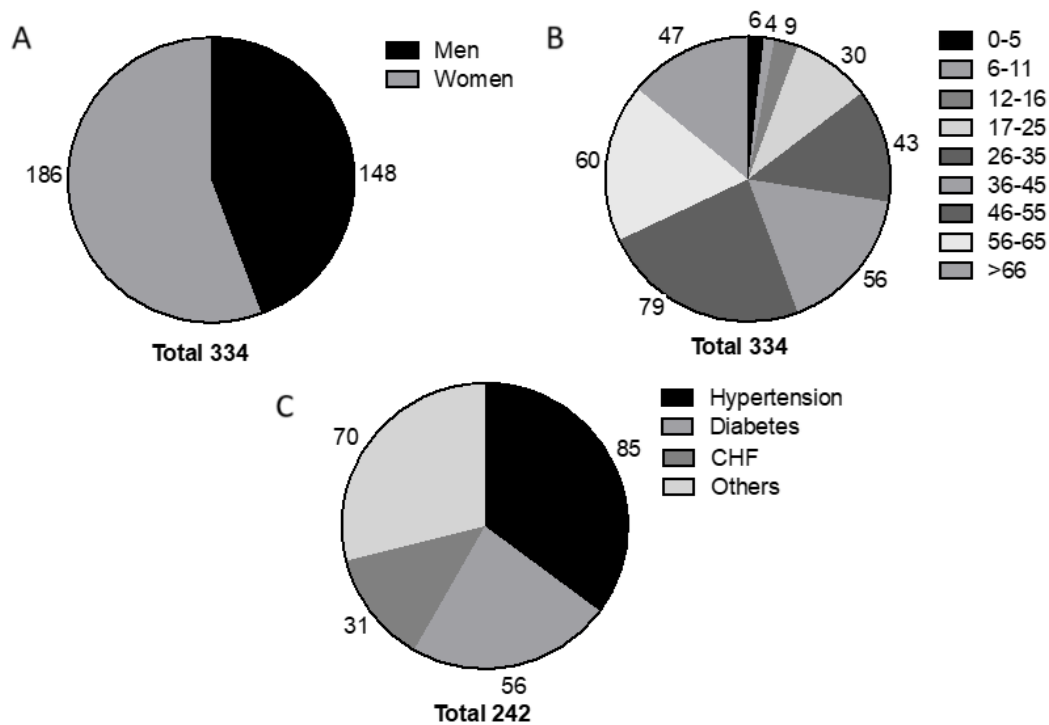 A
Men
Women
186
148
Total 334
B
6 4 9
47
30
43
60
56
79
Total 334
0-5
6-11
12-16
17-25
26-35
36-45
46-55
56-65
>66
C
Hypertension
Diabetes
CHF
Others
70
85
31
56
Total 242